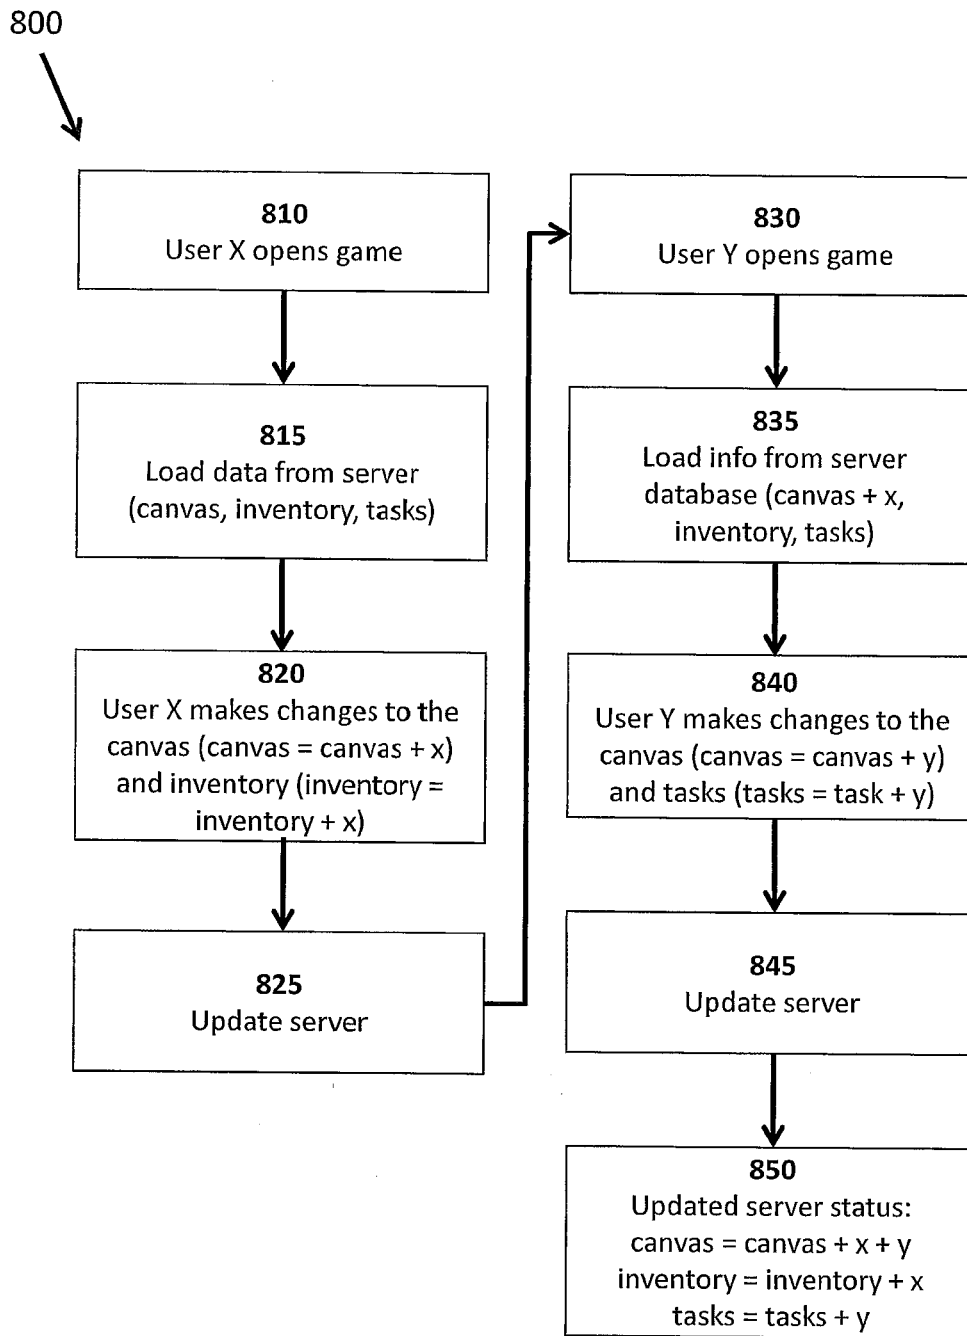 800
810
User X opens game
815
Load data from server
(canvas, inventory, tasks)
820
User X makes changes to the
canvas (canvas = canvas + x)
and inventory (inventory =
inventory + x)
825
Update server
830
User Y opens game
835
Load info from server
database (canvas + x,
inventory, tasks)
840
User Y makes changes to the
canvas (canvas = canvas + y)
and tasks (tasks = task + y)
845
Update server
850
Updated server status:
canvas = canvas + x + y
inventory = inventory + x
tasks = tasks + y